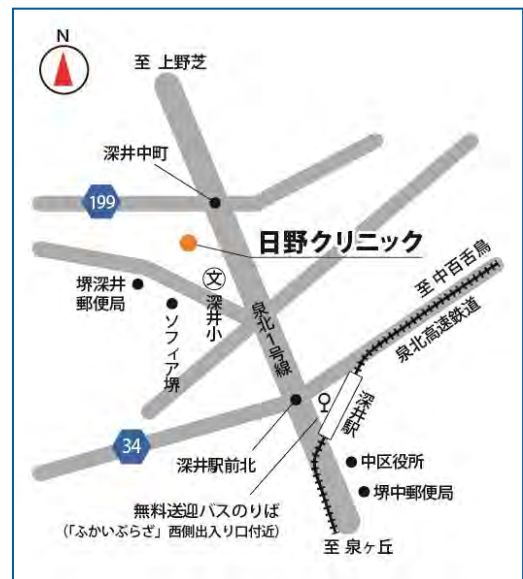 N
至 上野芝
深井中町
199
日野クリニック
至 中百舌鳥
泉北高速鉄道
堺深井
郵便局
ソフィア堺
文
深井小
泉北1号線
深井駅
34
深井駅前北
中区役所
堺中郵便局
無料送迎バスのりば
(「ふかいぷらざ」西側出入り口付近)
至 泉ヶ丘